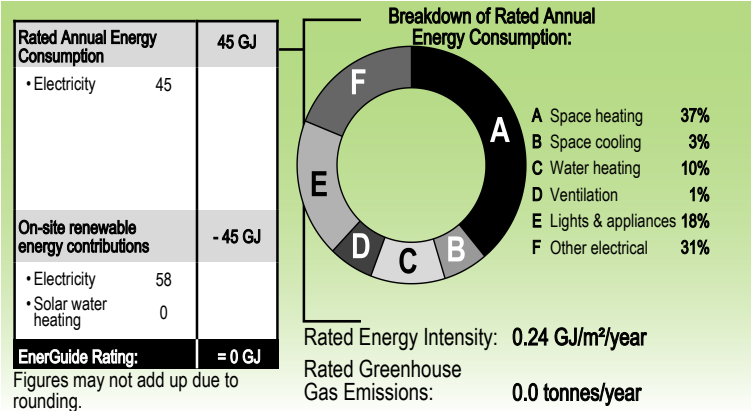 Rated Annual Energy
Consumption
45 GJ
• Electricity 45
On-site renewable
energy contributions
- 45 GJ
• Electricity 58
• Solar water
heating
0
EnerGuide Rating: = 0 GJ
Figures may not add up due to
rounding.
Breakdown of Rated Annual
Energy Consumption:
A
B
C
D
E
F
A Space heating 37%
B Space cooling 3%
C Water heating 10%
D Ventilation 1%
E Lights & appliances 18%
F Other electrical 31%
Rated Energy Intensity: 0.24 GJ/m²/year
Rated Greenhouse
Gas Emissions: 0.0 tonnes/year